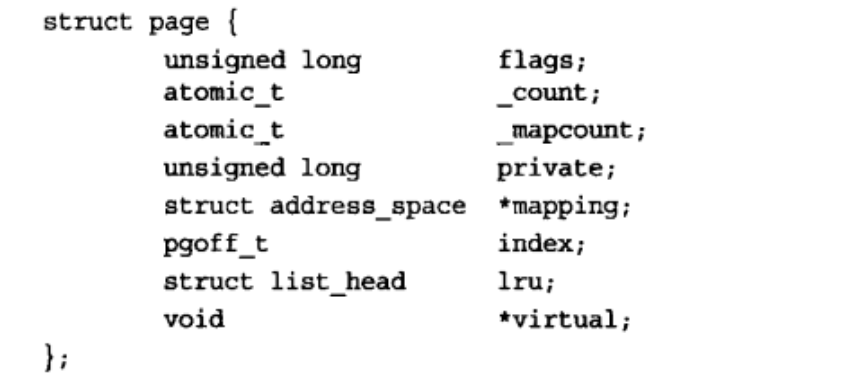 struct page {
        unsigned long         flags;
        atomic_t              _count;
        atomic_t              _mapcount;
        unsigned long         private;
        struct address_space  *mapping;
        pgoff_t               index;
        struct list_head      lru;
        void                  *virtual;
};